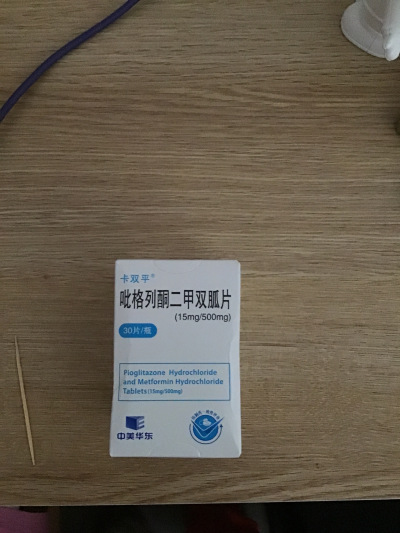 卡双平®
吡格列酮二甲双胍片
(15mg/500mg)
30片/瓶
Pioglitazone Hydrochloride
and Metformin Hydrochloride
Tablets (15mg/500mg)
中美华东